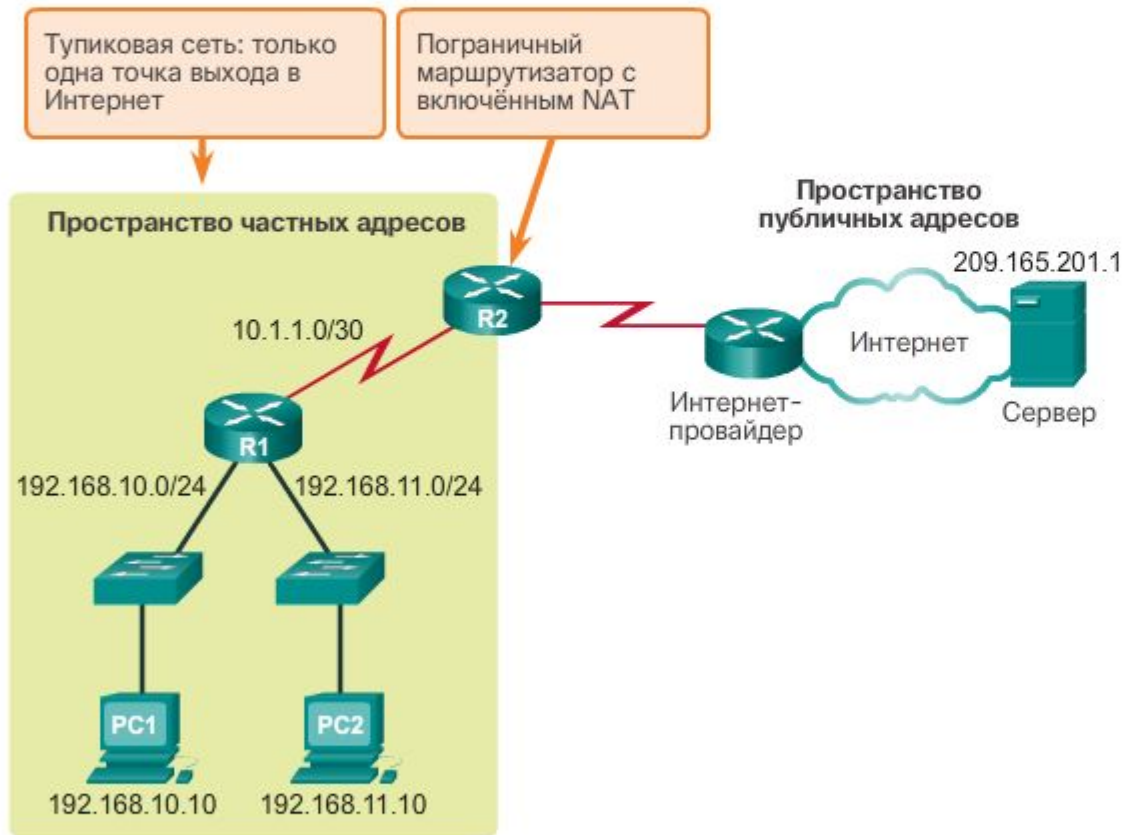 Тупиковая сеть: только
одна точка выхода в
Интернет
Пограничный
маршрутизатор с
включённым NAT
Пространство частных адресов
Пространство
публичных адресов
209.165.201.1
R2
10.1.1.0/30
Интернет
Интернет-
провайдер
Сервер
R1
192.168.10.0/24
192.168.11.0/24
PC1
PC2
192.168.10.10
192.168.11.10